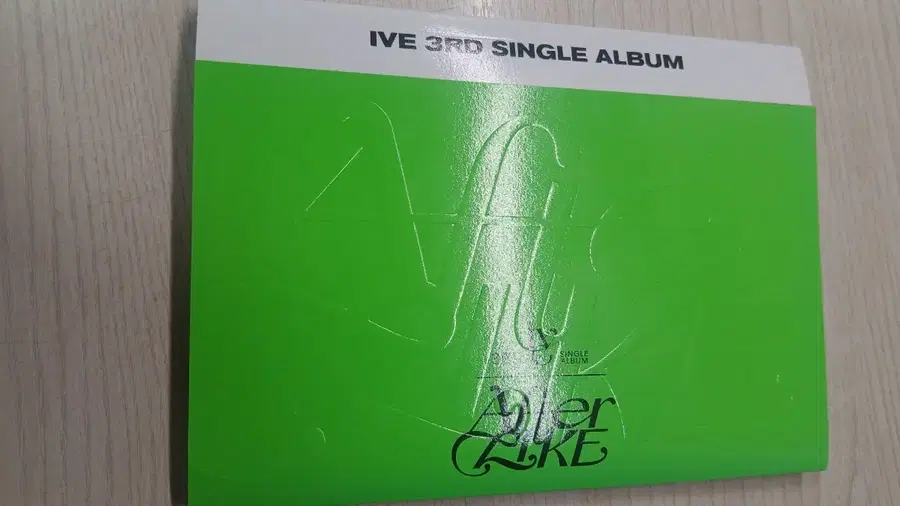 IVE 3RD SINGLE ALBUM
SINGLE
ALBUM
AfTer
LIKE